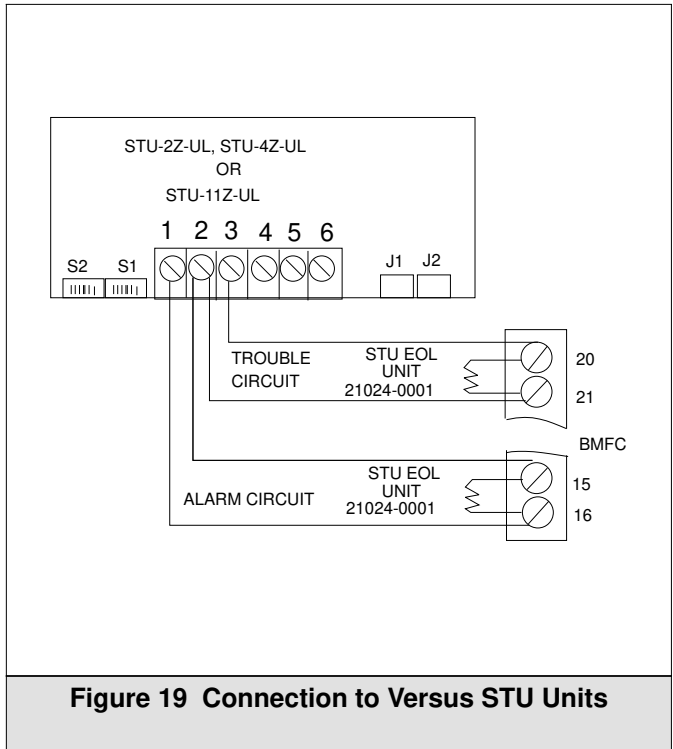 STU-2Z-UL, STU-4Z-UL
OR
STU-11Z-UL
1 2 3 4 5 6
S2 S1
J1 J2
TROUBLE
CIRCUIT
STU EOL
UNIT
21024-0001
20
21
BMFC
ALARM CIRCUIT
STU EOL
UNIT
21024-0001
15
16
Figure 19 Connection to Versus STU Units